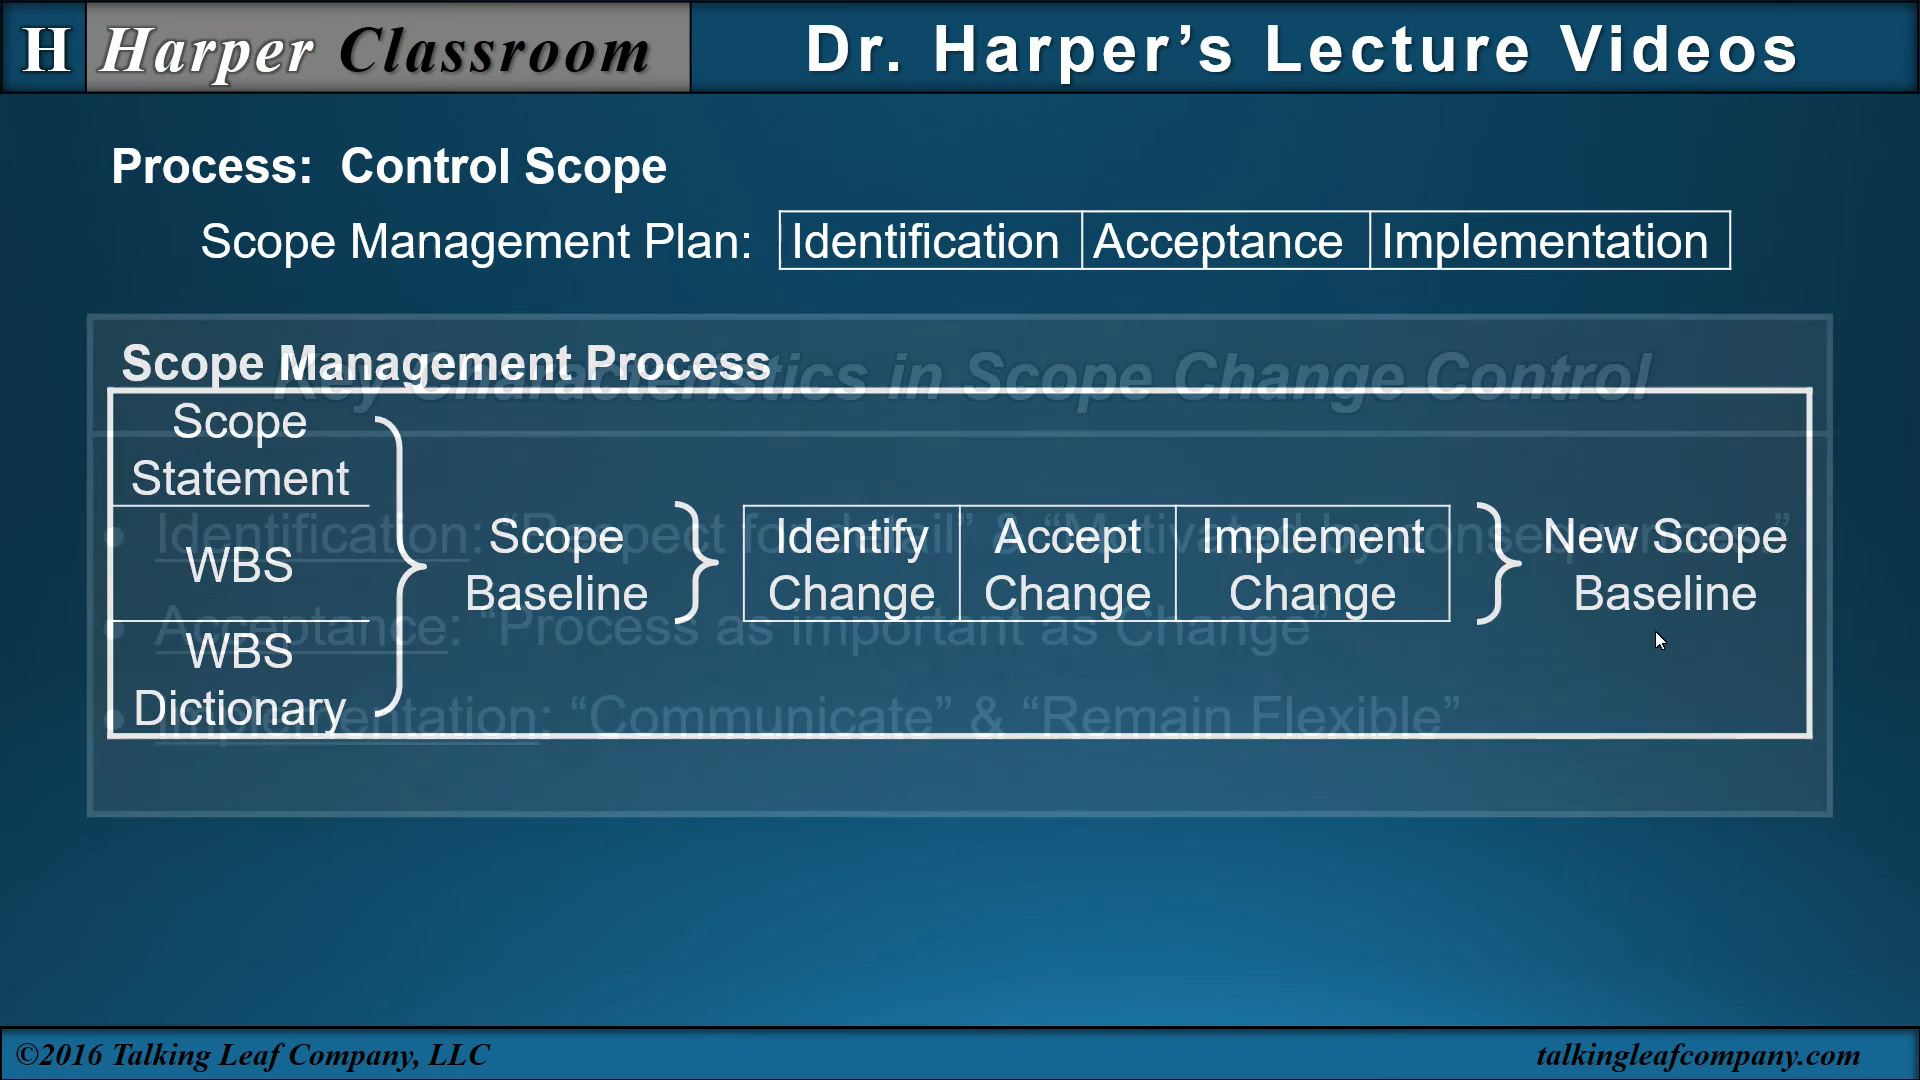 H Harper Classroom
Dr. Harper’s Lecture Videos
Process: Control Scope
Scope Management Plan: Identification Acceptance Implementation
Scope Management Process
Key Characteristics in Scope Change Control
Scope
Statement
WBS
WBS
Dictionary
Scope
Baseline
Identify
Change
Accept
Change
Implement
Change
New Scope
Baseline
• Identification: “Respect for detail” & “Motivated by consequences”
• Acceptance: “Process as important as Change”
• Implementation: “Communicate” & “Remain Flexible”
©2016 Talking Leaf Company, LLC
talkingleafcompany.com